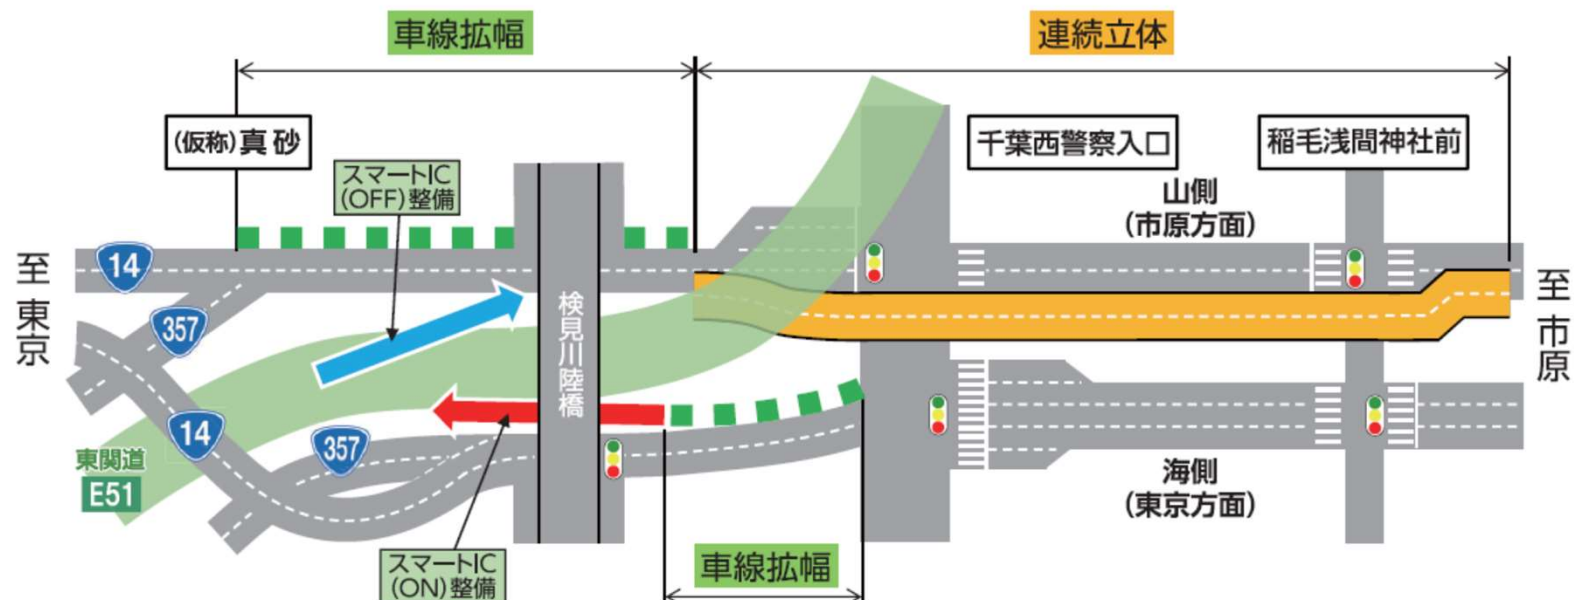 車線拡幅
連続立体
(仮称)真砂
千葉西警察入口
稲毛浅間神社前
スマートIC
(OFF)整備
山側
(市原方面)
至東京
14
357
検見川陸橋
至市原
14
357
東関道
E51
海側
(東京方面)
スマートIC
(ON)整備
車線拡幅